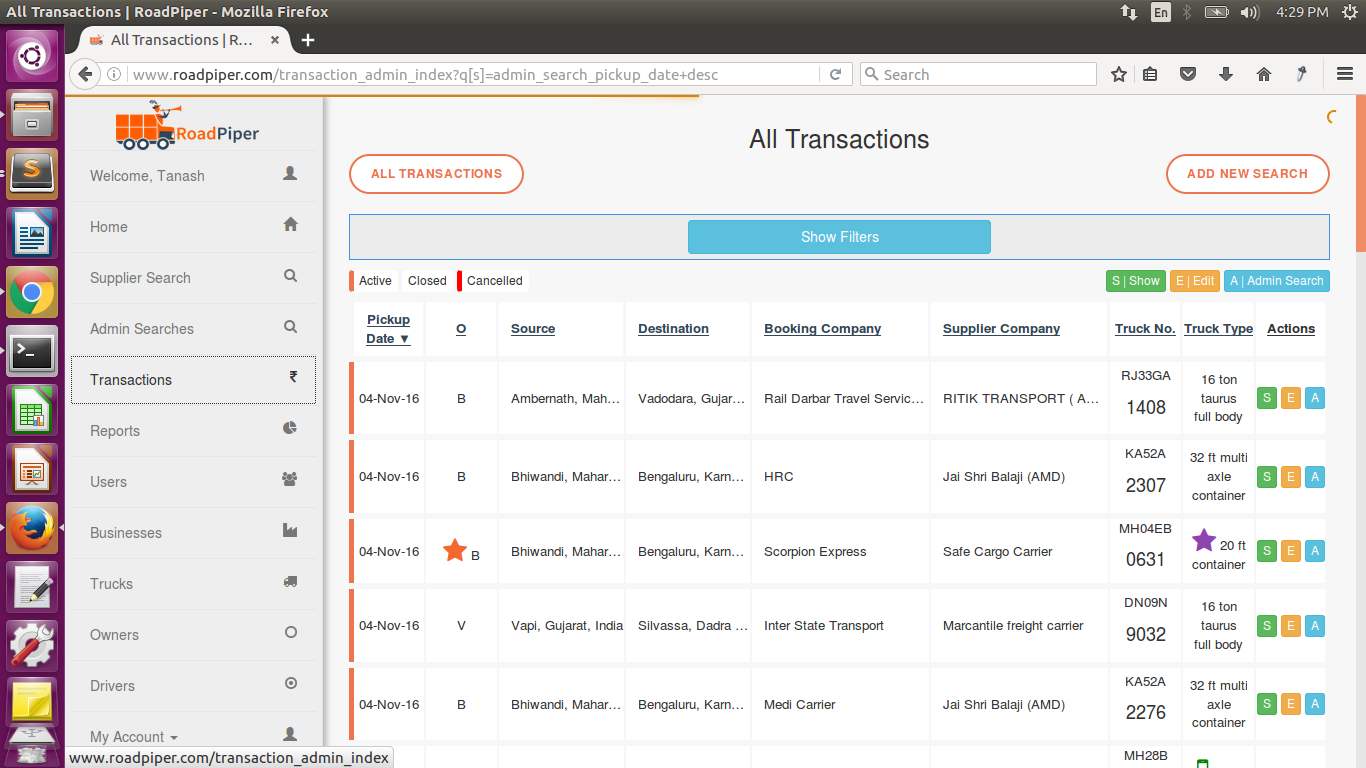 All Transactions | RoadPiper - Mozilla Firefox
En
4:29 PM
All Transactions | R...
www.roadpiper.com/transaction_admin_index?q[s]=admin_search_pickup_date+desc
Search
RoadPiper
Welcome, Tanash
Home
Supplier Search
Admin Searches
Transactions
₹
Reports
Users
Businesses
Trucks
Owners
Drivers
My Account
www.roadpiper.com/transaction_admin_index
All Transactions
ALL TRANSACTIONS
ADD NEW SEARCH
Show Filters
Active Closed Cancelled
S | Show E | Edit A | Admin Search
Pickup Date ▼ O Source Destination Booking Company Supplier Company Truck No. Truck Type Actions
04-Nov-16 B Ambernath, Mah... Vadodara, Gujar... Rail Darbar Travel Servic... RITIK TRANSPORT ( A... RJ33GA 1408 16 ton taurus full body S E A
04-Nov-16 B Bhiwandi, Mahar... Bengaluru, Karn... HRC Jai Shri Balaji (AMD) KA52A 2307 32 ft multi axle container S E A
04-Nov-16 B Bhiwandi, Mahar... Bengaluru, Karn... Scorpion Express Safe Cargo Carrier MH04EB 0631 20 ft container S E A
04-Nov-16 V Vapi, Gujarat, India Silvassa, Dadra ... Inter State Transport Marcantile freight carrier DN09N 9032 16 ton taurus full body S E A
04-Nov-16 B Bhiwandi, Mahar... Bengaluru, Karn... Medi Carrier Jai Shri Balaji (AMD) KA52A 2276 32 ft multi axle container S E A
MH28B